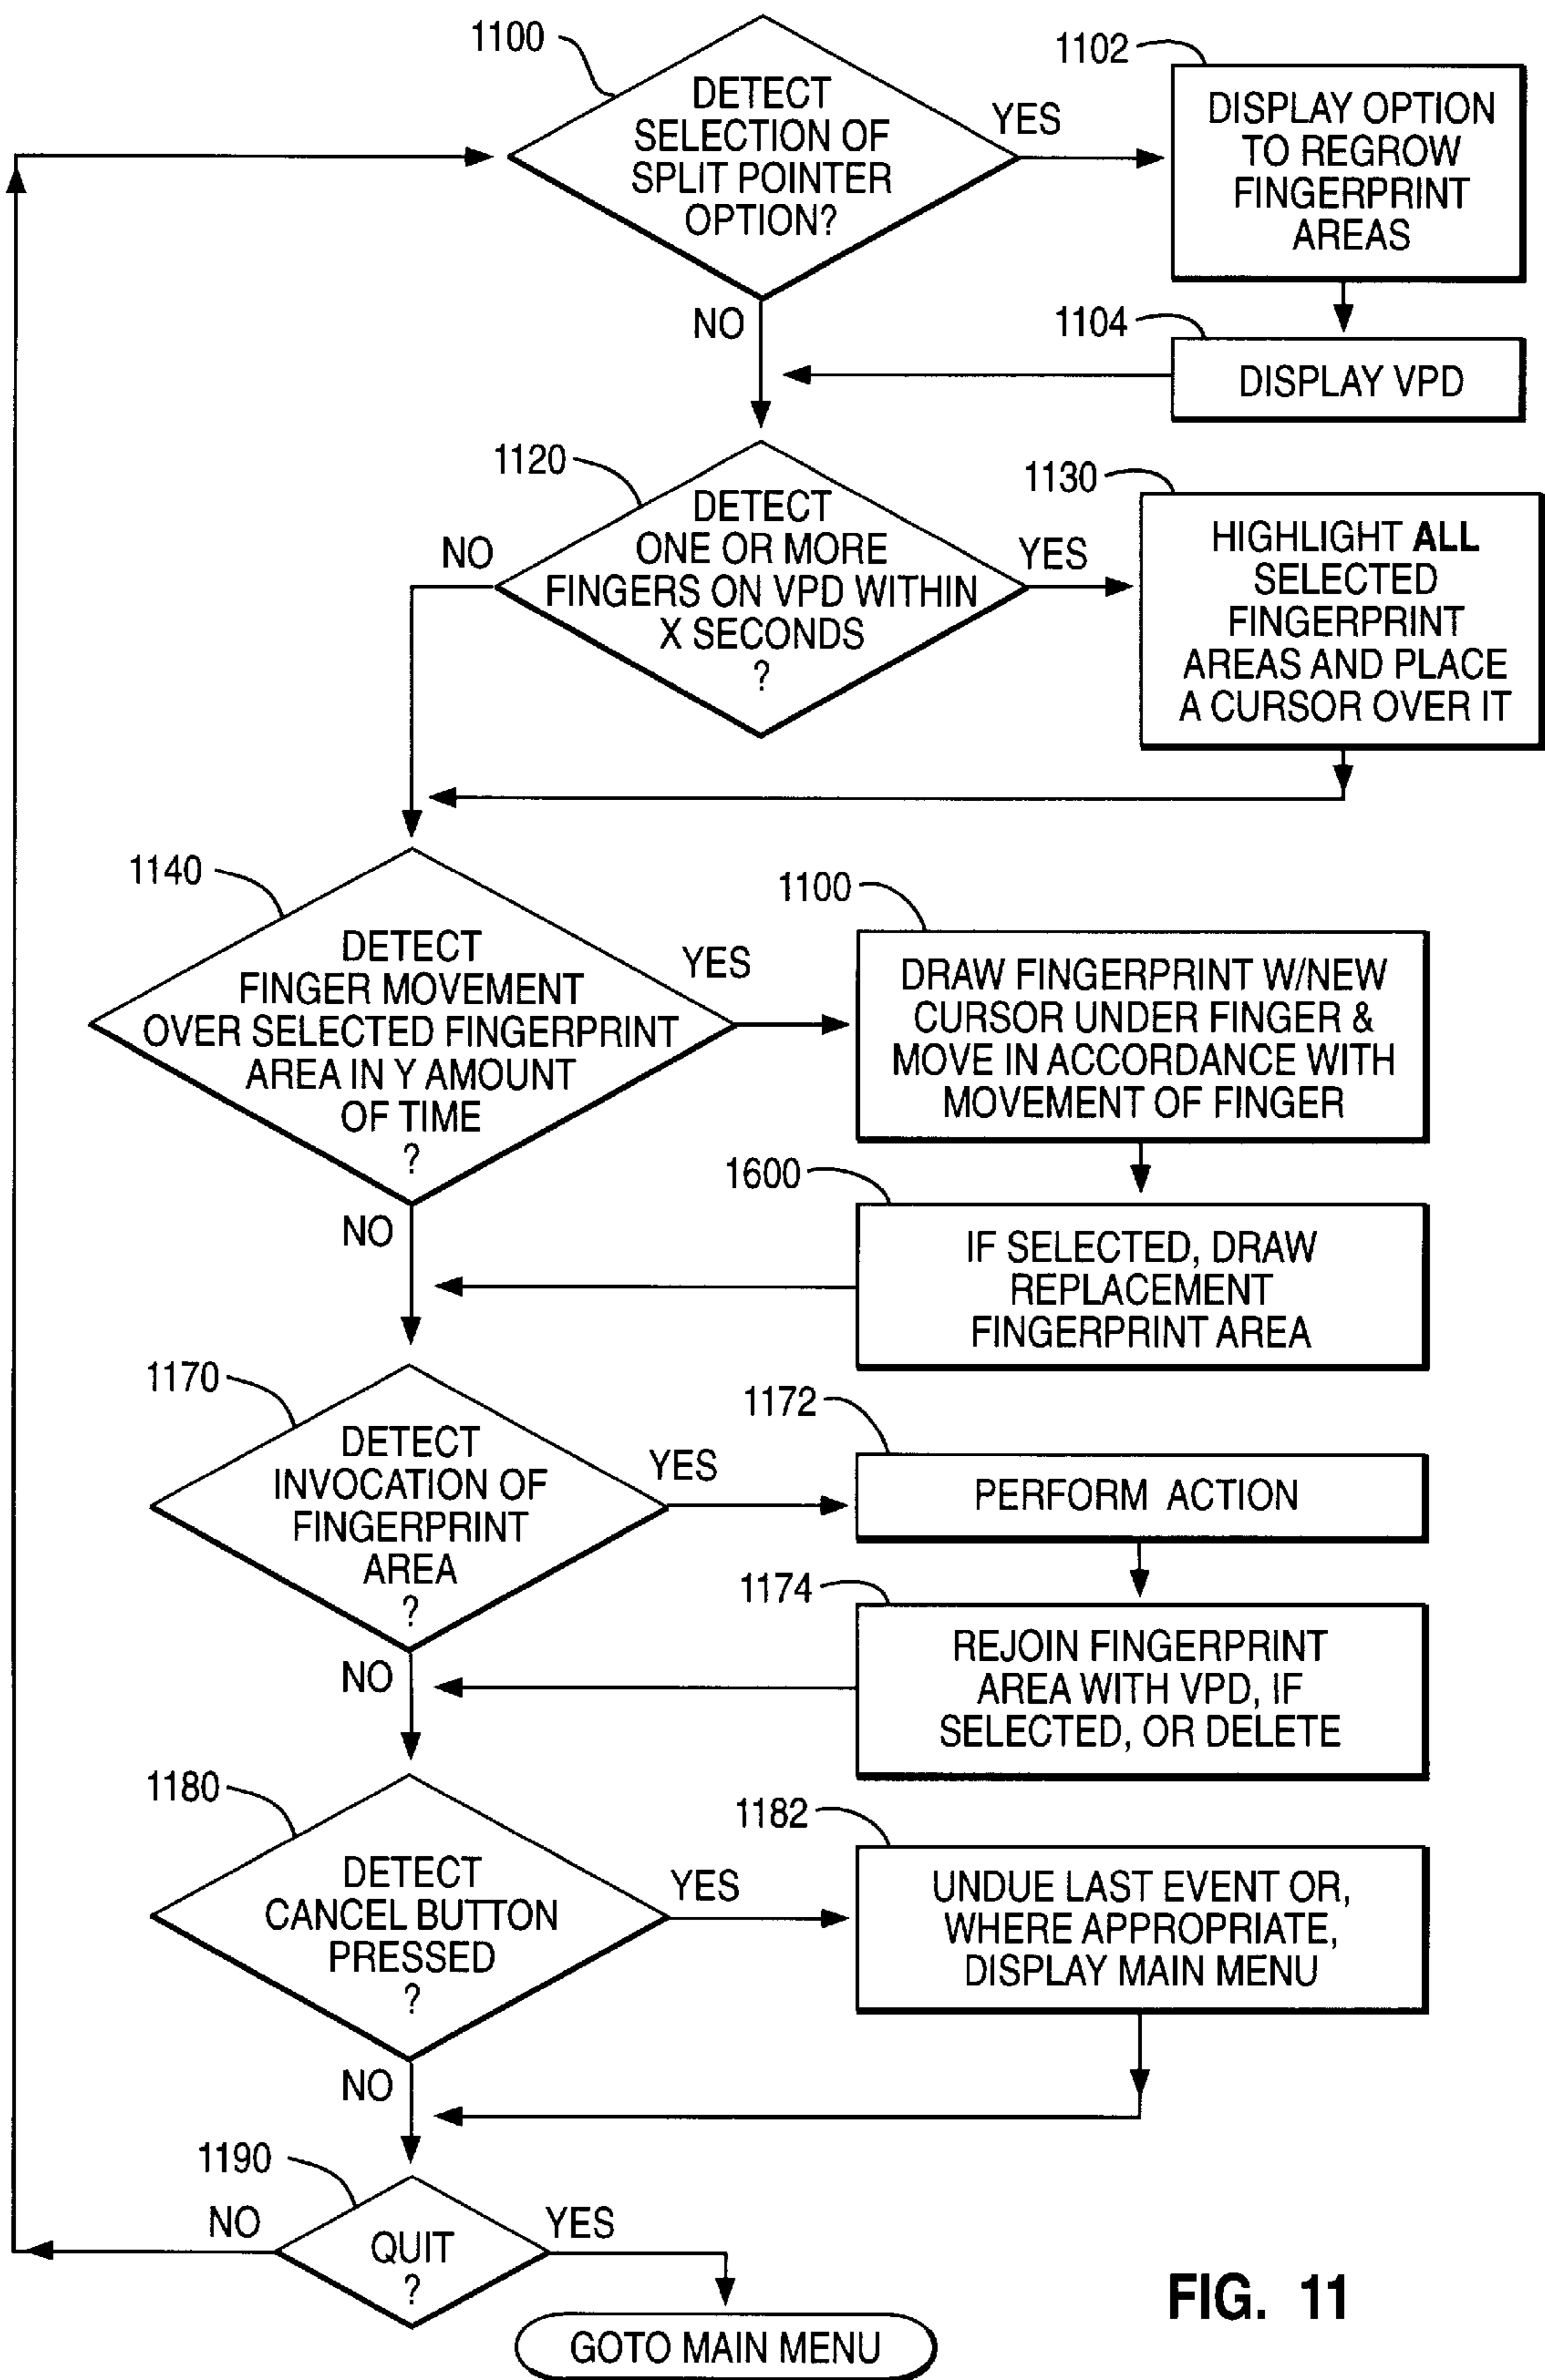 1100
DETECT
SELECTION OF
SPLIT POINTER
OPTION?
YES
1102
DISPLAY OPTION
TO REGROW
FINGERPRINT
AREAS
NO
1104
DISPLAY VPD
1120
DETECT
ONE OR MORE
FINGERS ON VPD WITHIN
X SECONDS
?
NO
YES
1130
HIGHLIGHT ALL
SELECTED
FINGERPRINT
AREAS AND PLACE
A CURSOR OVER IT
1140
DETECT
FINGER MOVEMENT
OVER SELECTED FINGERPRINT
AREA IN Y AMOUNT
OF TIME
?
YES
1100
DRAW FINGERPRINT W/NEW
CURSOR UNDER FINGER &
MOVE IN ACCORDANCE WITH
MOVEMENT OF FINGER
NO
1600
IF SELECTED, DRAW
REPLACEMENT
FINGERPRINT AREA
1170
DETECT
INVOCATION OF
FINGERPRINT
AREA
?
YES
1172
PERFORM ACTION
NO
1174
REJOIN FINGERPRINT
AREA WITH VPD, IF
SELECTED, OR DELETE
1180
DETECT
CANCEL BUTTON
PRESSED
?
YES
1182
UNDUE LAST EVENT OR,
WHERE APPROPRIATE,
DISPLAY MAIN MENU
NO
1190
QUIT
?
NO
YES
GOTO MAIN MENU
FIG. 11